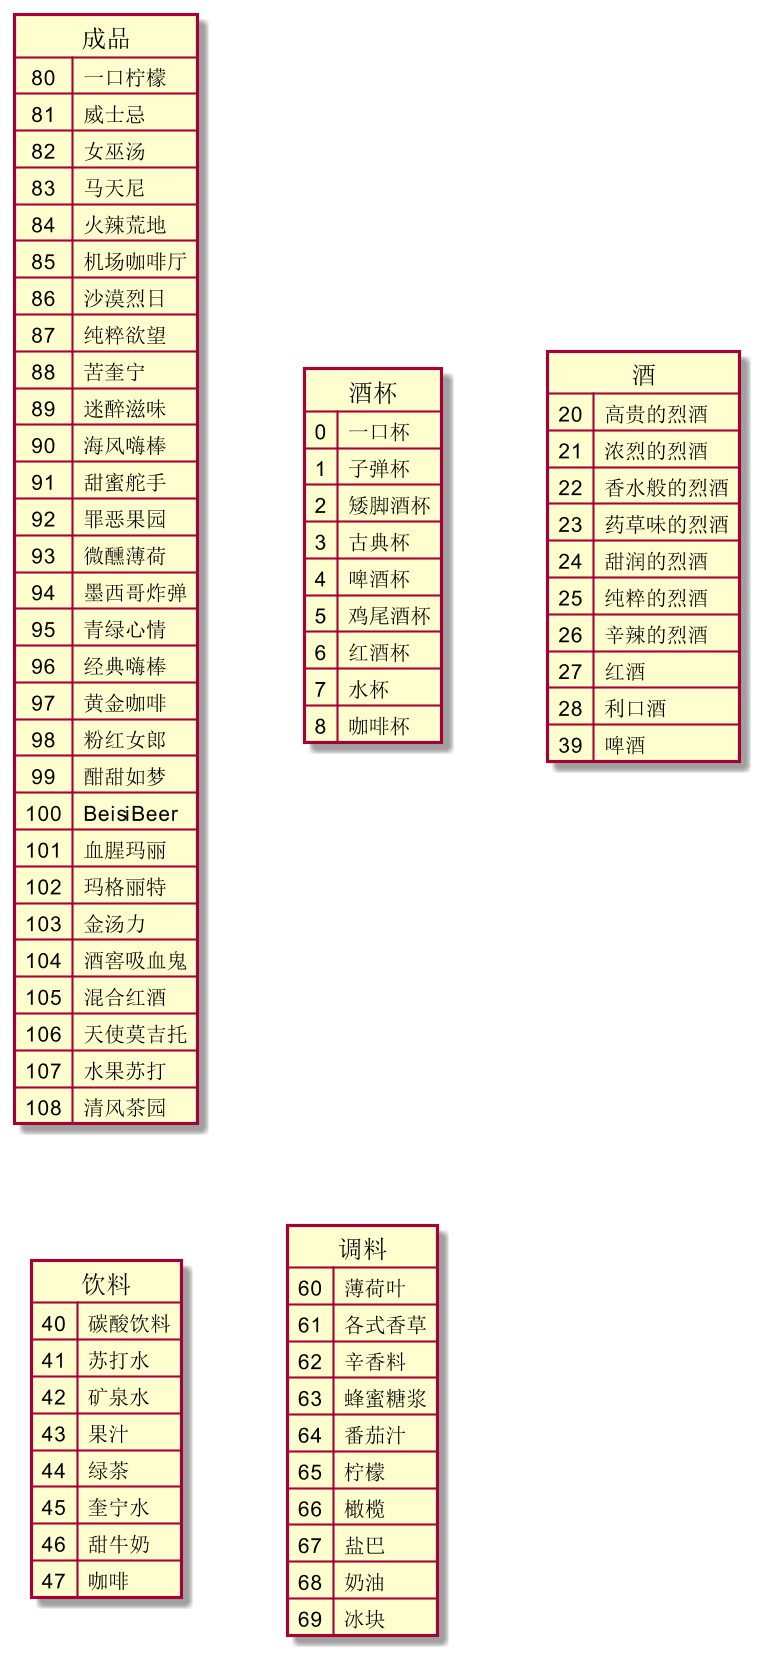 成品
80 一口柠檬
81 威士忌
82 女巫汤
83 马天尼
84 火辣荒地
85 机场咖啡厅
86 沙漠烈日
87 纯粹欲望
88 苦奎宁
89 迷醉滋味
90 海风嗨棒
91 甜蜜舵手
92 罪恶果园
93 微醺薄荷
94 墨西哥炸弹
95 青绿心情
96 经典嗨棒
97 黄金咖啡
98 粉红女郎
99 酣甜如梦
100 BeisiBeer
101 血腥玛丽
102 玛格丽特
103 金汤力
104 酒窖吸血鬼
105 混合红酒
106 天使莫吉托
107 水果苏打
108 清风茶园
酒杯
0 一口杯
1 子弹杯
2 矮脚酒杯
3 古典杯
4 啤酒杯
5 鸡尾酒杯
6 红酒杯
7 水杯
8 咖啡杯
酒
20 高贵的烈酒
21 浓烈的烈酒
22 香水般的烈酒
23 药草味的烈酒
24 甜润的烈酒
25 纯粹的烈酒
26 辛辣的烈酒
27 红酒
28 利口酒
39 啤酒
饮料
40 碳酸饮料
41 苏打水
42 矿泉水
43 果汁
44 绿茶
45 奎宁水
46 甜牛奶
47 咖啡
调料
60 薄荷叶
61 各式香草
62 辛香料
63 蜂蜜糖浆
64 番茄汁
65 柠檬
66 橄榄
67 盐巴
68 奶油
69 冰块